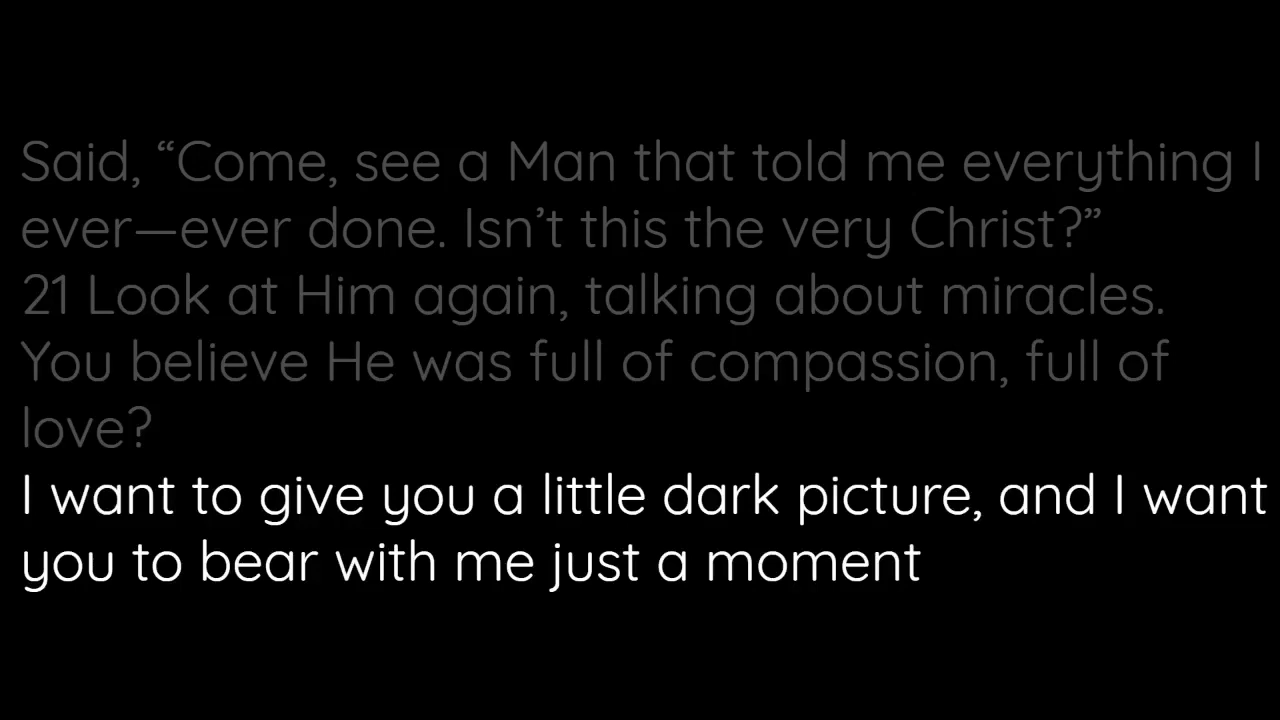 Said, “Come, see a Man that told me everything I
ever—ever done. Isn’t this the very Christ?”
21 Look at Him again, talking about miracles.
You believe He was full of compassion, full of
love?
I want to give you a little dark picture, and I want
you to bear with me just a moment